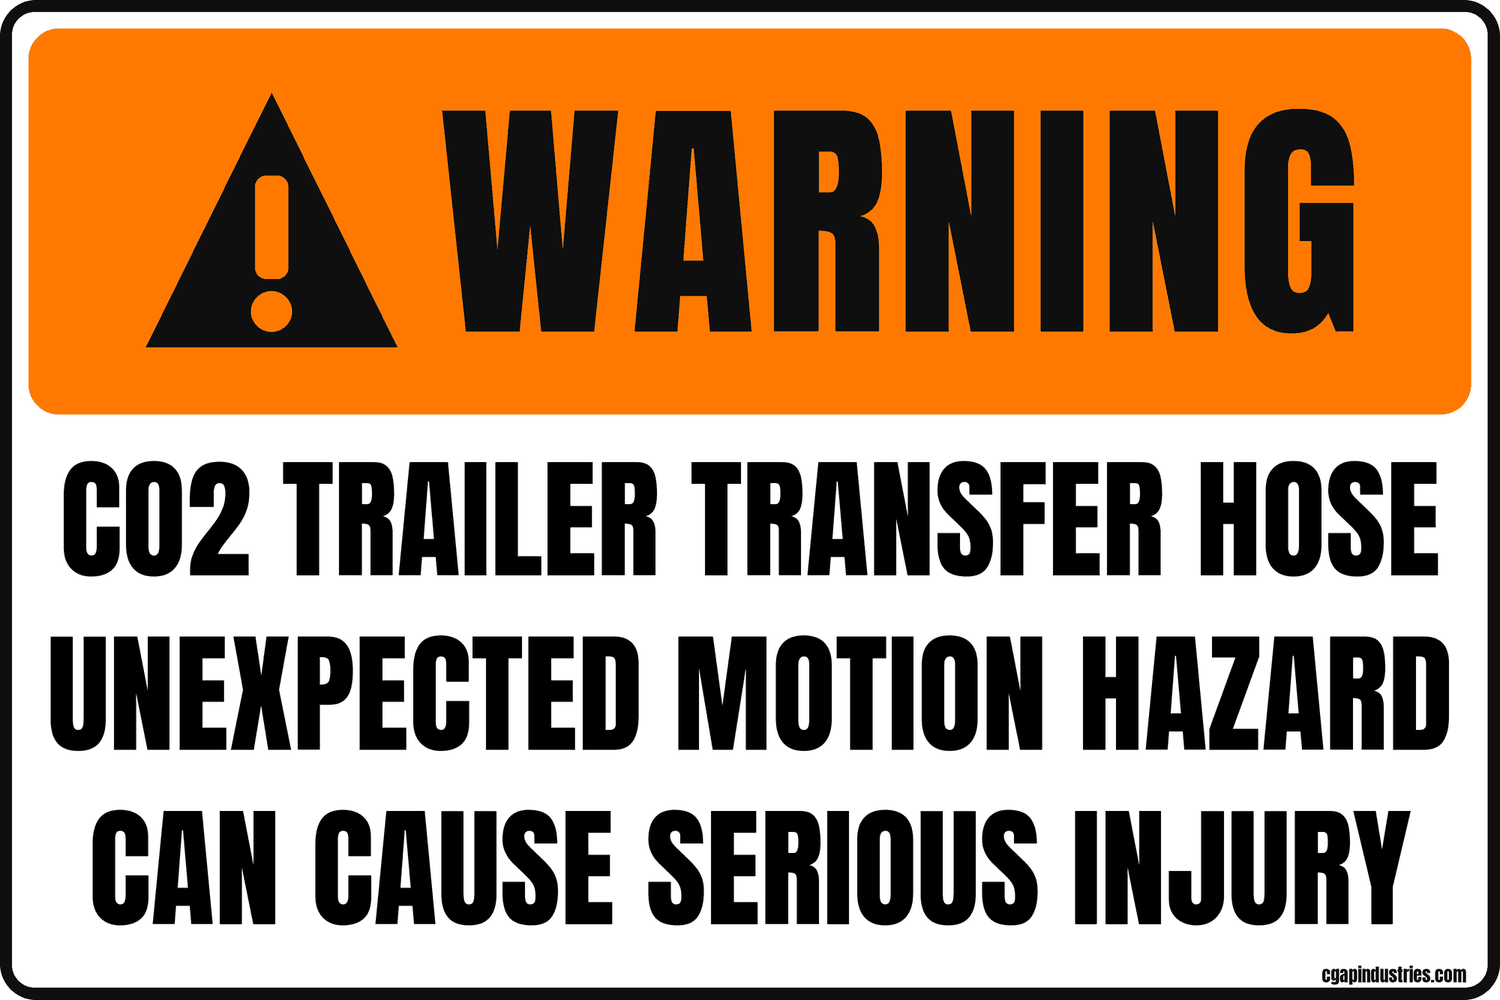 WARNING
CO2 TRAILER TRANSFER HOSE
UNEXPECTED MOTION HAZARD
CAN CAUSE SERIOUS INJURY
cgapindustries.com